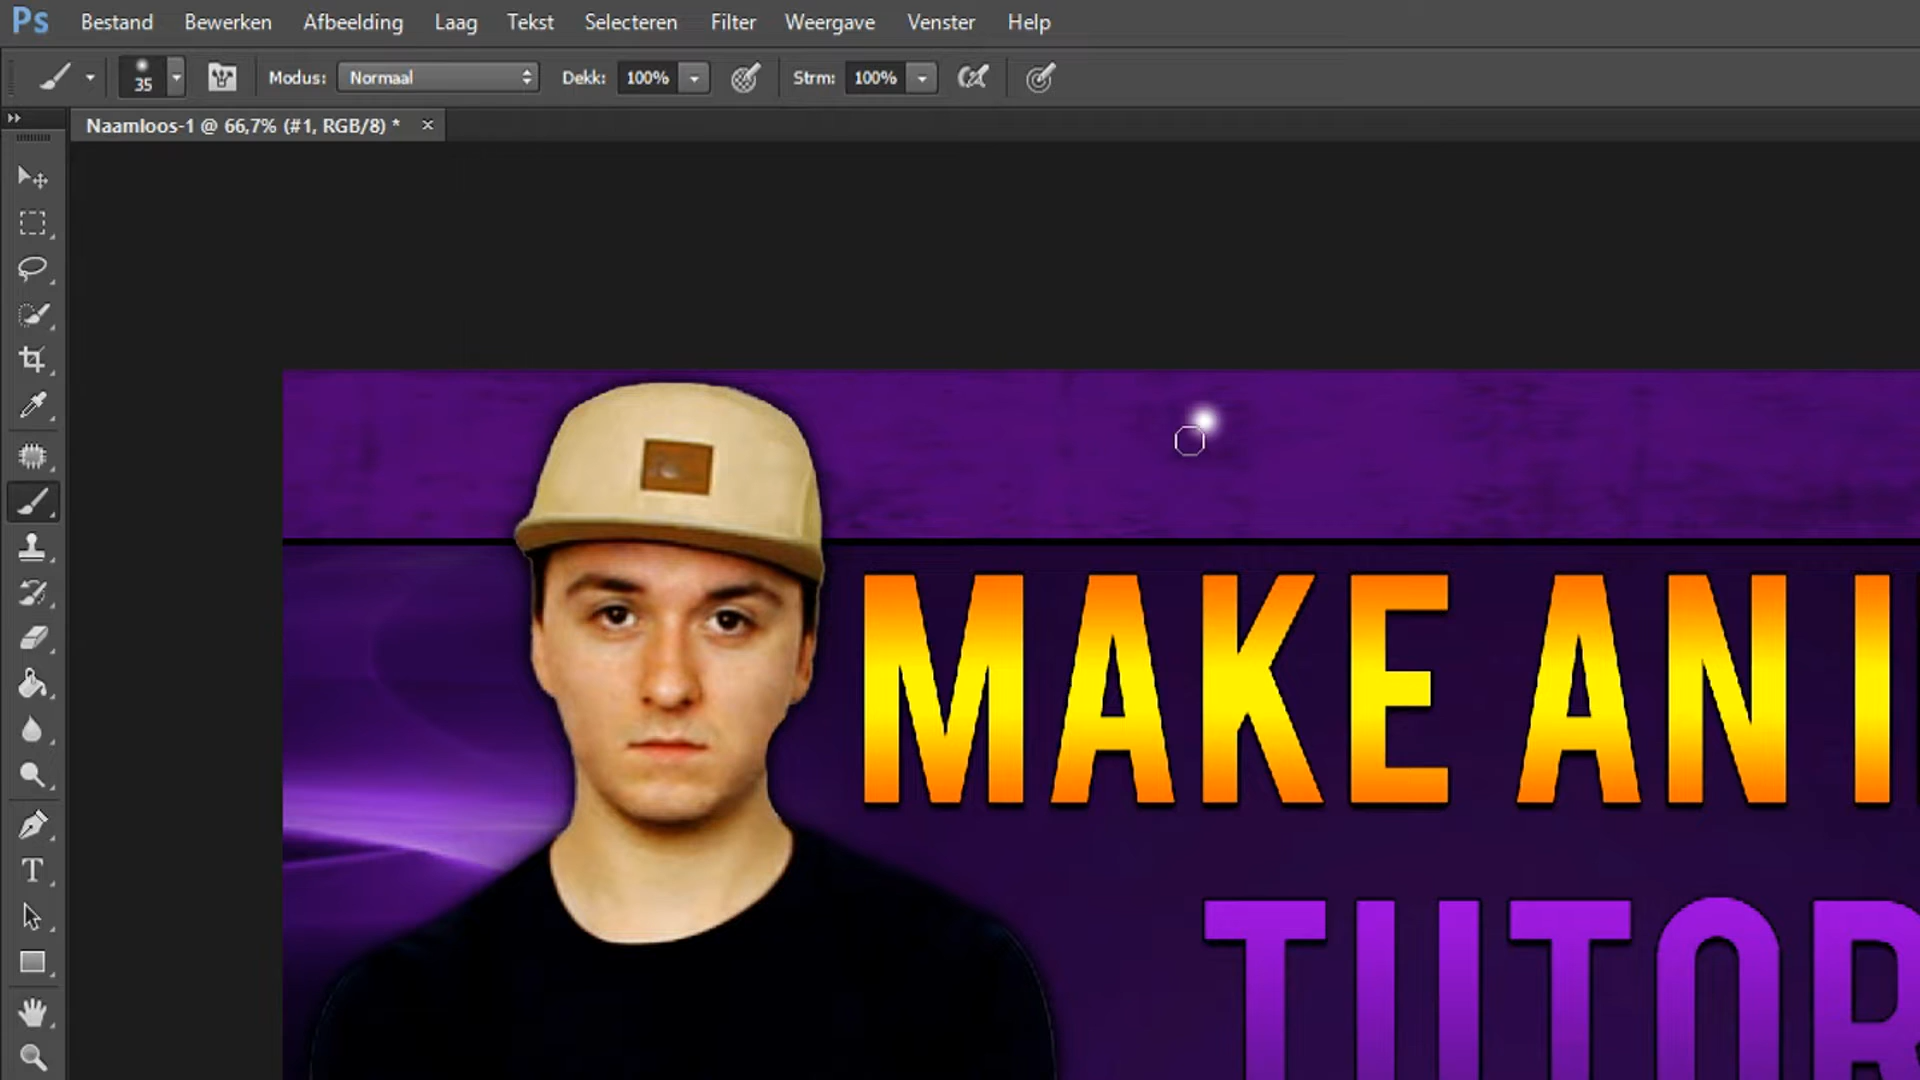 Ps Bestand Bewerken Afbeelding Laag Tekst Selecteren Filter Weergave Venster Help
35 Modus: Normaal Dekk: 100% Strm: 100%
Naamloos-1 @ 66,7% (#1, RGB/8) * ×
MAKE AN I
TUTOR